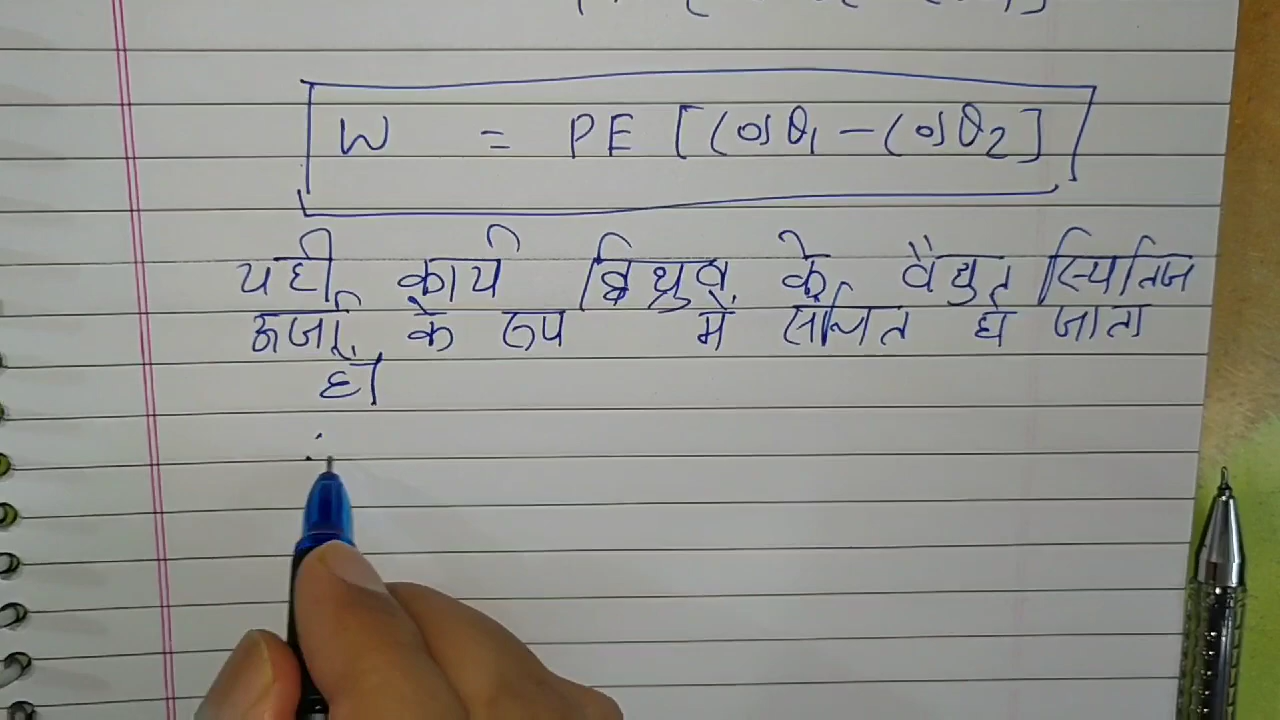 W = PE [Cosθ1 - Cosθ2]
यही कार्य द्विध्रुव के वैद्युत स्थितिज
ऊर्जा के रूप में संचित हो जाता
है।
∴